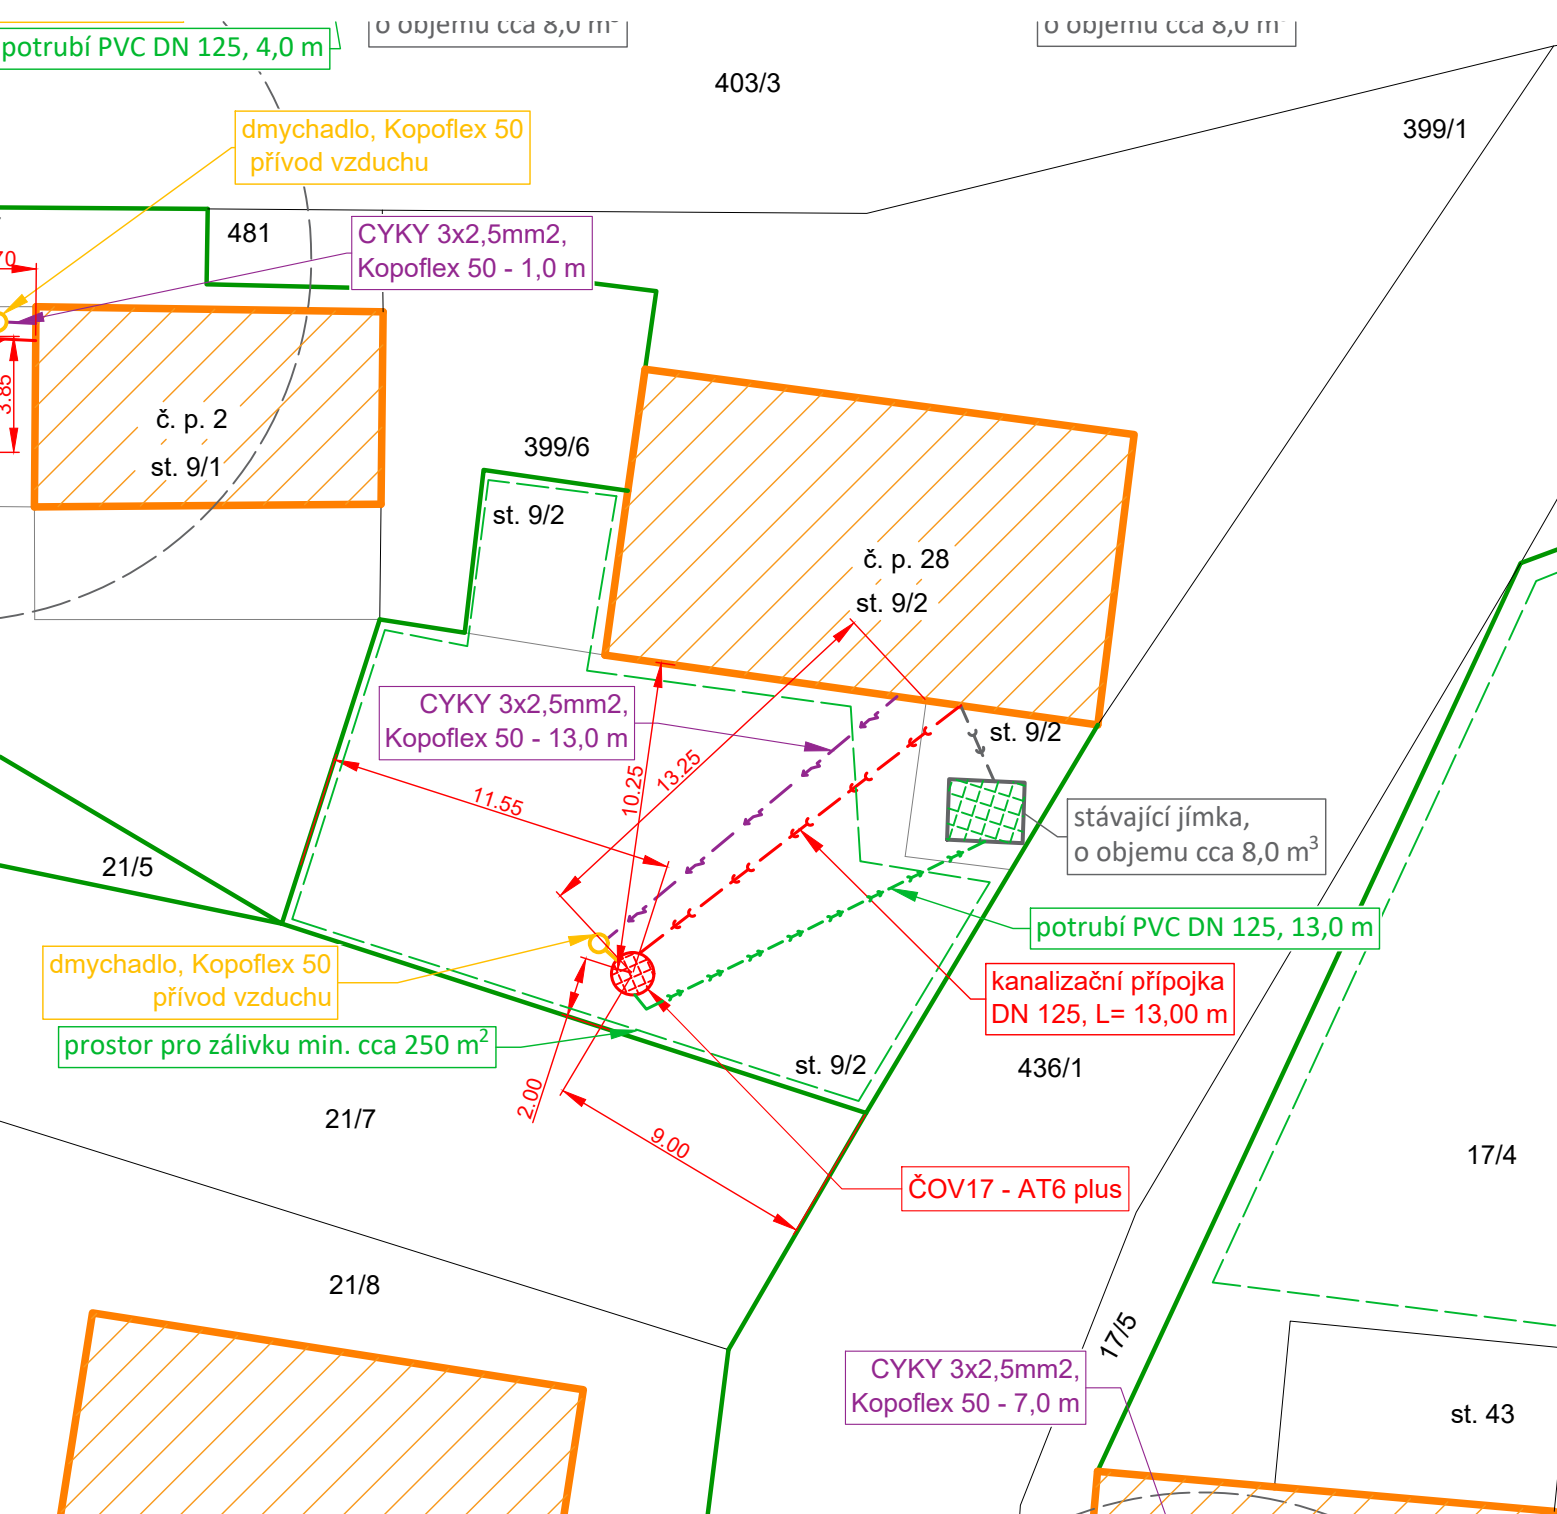 o objemu cca 8,0 m³
o objemu cca 8,0 m
potrubí PVC DN 125, 4,0 m
403/3
399/1
dmychadlo, Kopoflex 50
přívod vzduchu
481
CYKY 3x2,5mm2,
Kopoflex 50 - 1,0 m
70
3.85
č. p. 2
st. 9/1
399/6
st. 9/2
č. p. 28
st. 9/2
CYKY 3x2,5mm2,
Kopoflex 50 - 13,0 m
st. 9/2
11.55
10.25
13.25
stávající jímka,
o objemu cca 8,0 m³
21/5
potrubí PVC DN 125, 13,0 m
dmychadlo, Kopoflex 50
přívod vzduchu
kanalizační přípojka
DN 125, L= 13,00 m
prostor pro zálivku min. cca 250 m²
st. 9/2
436/1
2.00
21/7
9.00
17/4
ČOV17 - AT6 plus
21/8
17/5
CYKY 3x2,5mm2,
Kopoflex 50 - 7,0 m
st. 43